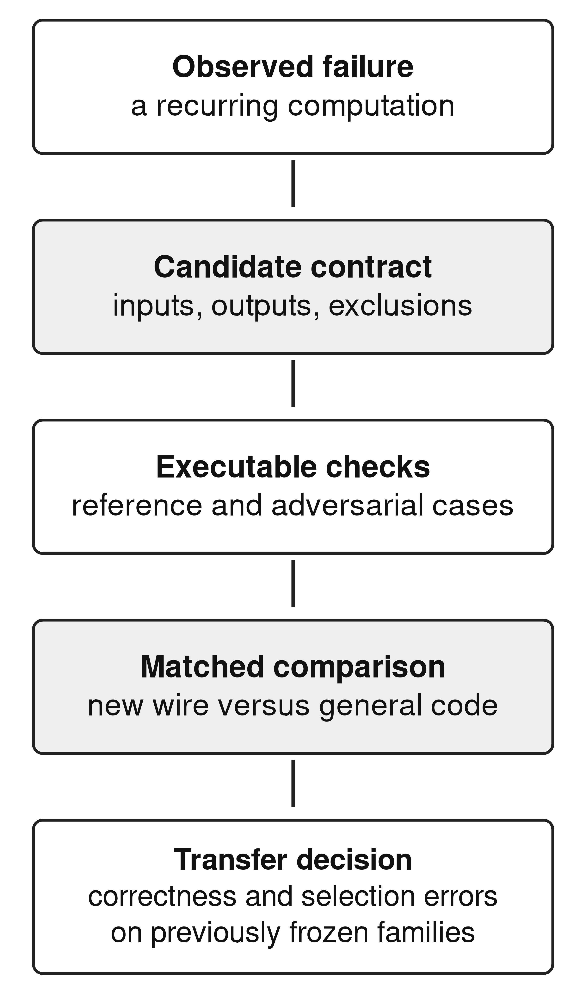 Observed failure
a recurring computation
Candidate contract
inputs, outputs, exclusions
Executable checks
reference and adversarial cases
Matched comparison
new wire versus general code
Transfer decision
correctness and selection errors
on previously frozen families